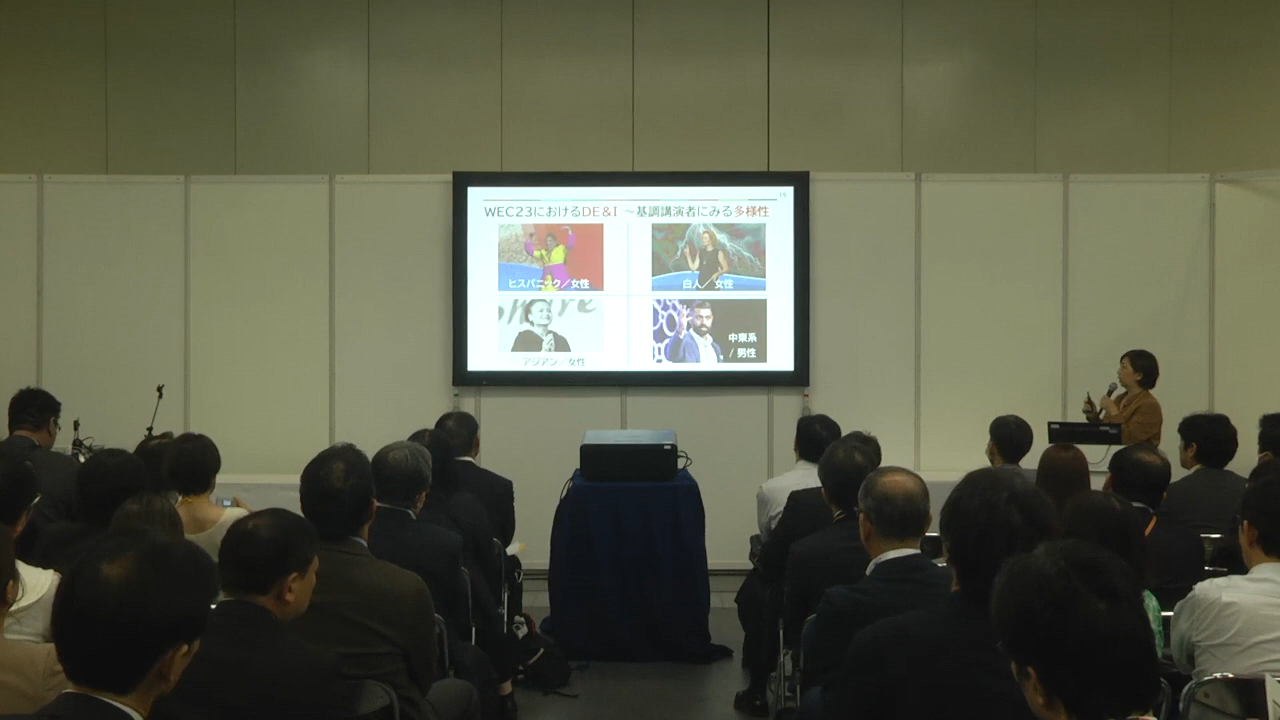 WEC23におけるDE&I ～基調講演者にみる多様性
ヒスパニック／女性
白人／ 女性
アジアン／女性
中東系
/ 男性